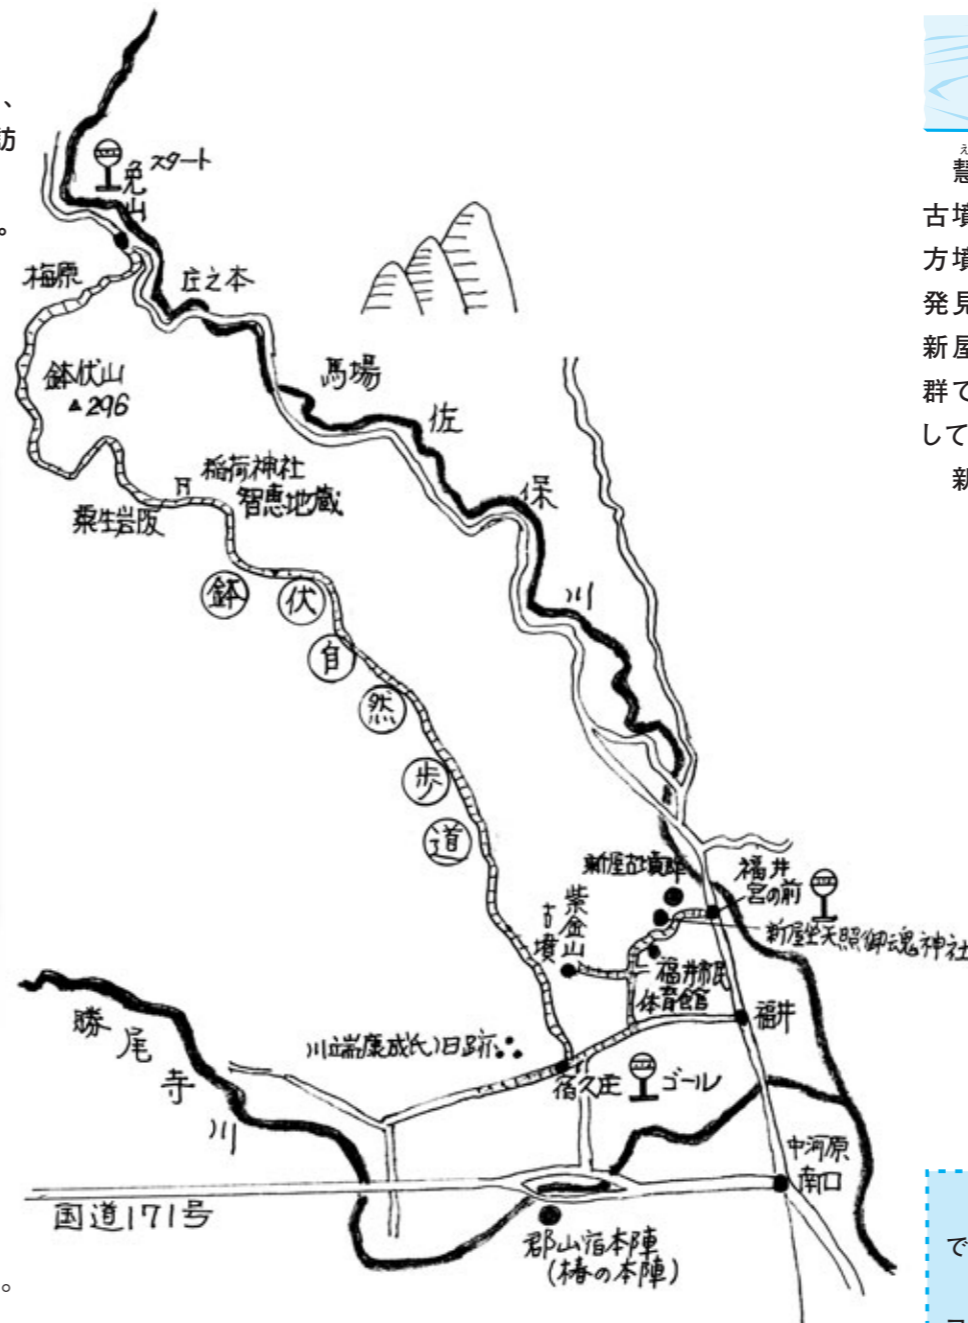 、
訪
。
スタート
免山
梅原
庄之本
鉢伏山
▲296
馬場
佐保川
稲荷神社
智恵地蔵
粟生岩阪
鉢伏自然歩道
新屋古墳群
福井
宮の前
紫金山
古墳
新屋坐天照御魂神社
福井市民
体育館
福井
勝尾寺川
川端康成氏旧跡
宿久庄
ゴール
中河原
南口
国道171号
郡山宿本陣
(椿の本陣)
。
え
慧
古墳
方墳
発見
新屋
群て
して
新
で